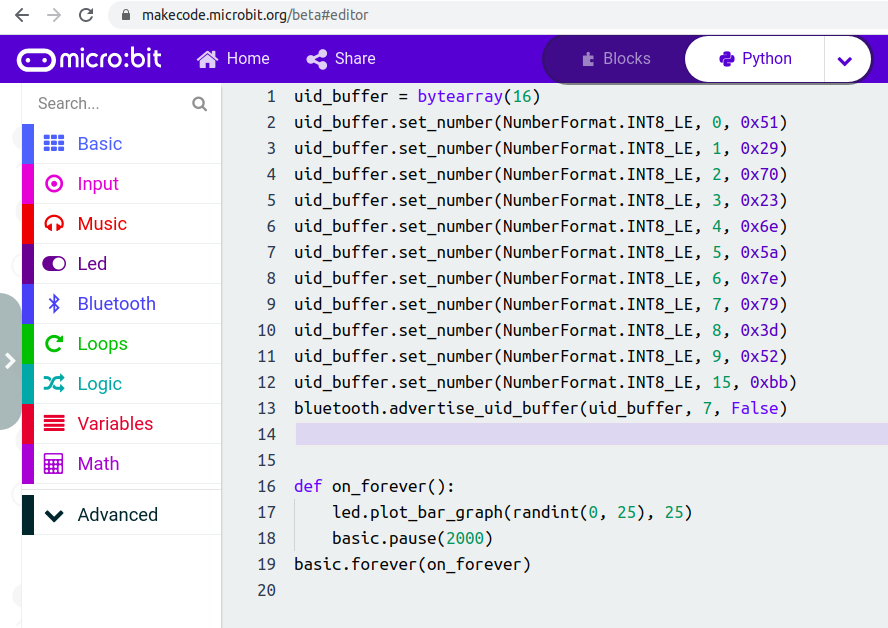 makecode.microbit.org/beta#editor
micro:bit Home Share Blocks Python
Search...
Basic
Input
Music
Led
Bluetooth
Loops
Logic
Variables
Math
Advanced
1 uid_buffer = bytearray(16)
2 uid_buffer.set_number(NumberFormat.INT8_LE, 0, 0x51)
3 uid_buffer.set_number(NumberFormat.INT8_LE, 1, 0x29)
4 uid_buffer.set_number(NumberFormat.INT8_LE, 2, 0x70)
5 uid_buffer.set_number(NumberFormat.INT8_LE, 3, 0x23)
6 uid_buffer.set_number(NumberFormat.INT8_LE, 4, 0x6e)
7 uid_buffer.set_number(NumberFormat.INT8_LE, 5, 0x5a)
8 uid_buffer.set_number(NumberFormat.INT8_LE, 6, 0x7e)
9 uid_buffer.set_number(NumberFormat.INT8_LE, 7, 0x79)
10 uid_buffer.set_number(NumberFormat.INT8_LE, 8, 0x3d)
11 uid_buffer.set_number(NumberFormat.INT8_LE, 9, 0x52)
12 uid_buffer.set_number(NumberFormat.INT8_LE, 15, 0xbb)
13 bluetooth.advertise_uid_buffer(uid_buffer, 7, False)
14
15
16 def on_forever():
17     led.plot_bar_graph(randint(0, 25), 25)
18     basic.pause(2000)
19 basic.forever(on_forever)
20